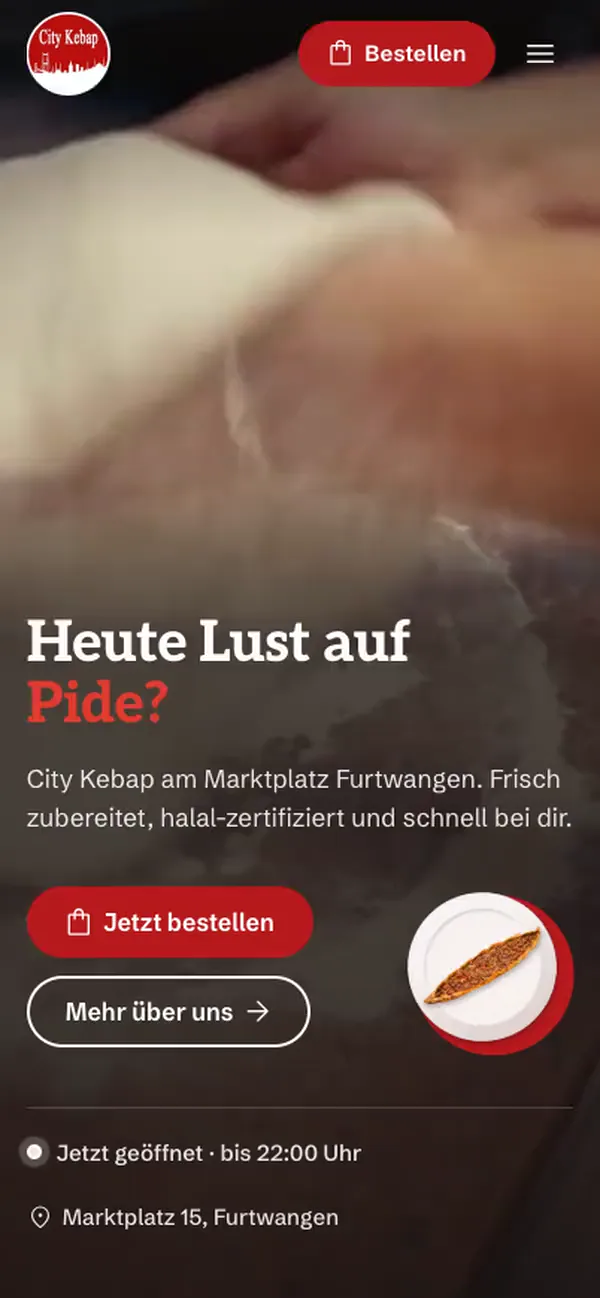 City Kebap
Bestellen
Heute Lust auf
Pide?
City Kebap am Marktplatz Furtwangen. Frisch
zubereitet, halal-zertifiziert und schnell bei dir.
Jetzt bestellen
Mehr über uns
Jetzt geöffnet · bis 22:00 Uhr
Marktplatz 15, Furtwangen